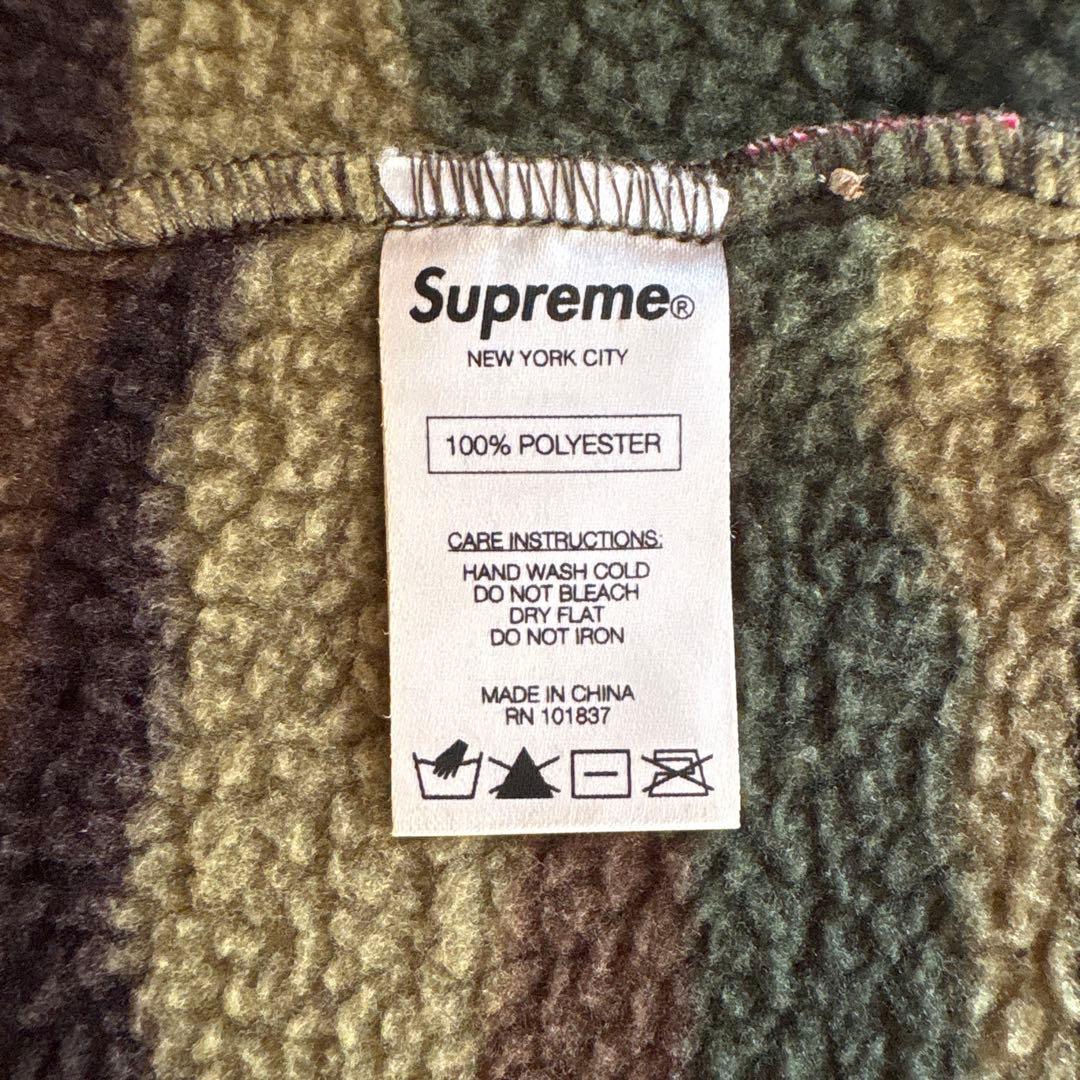 Supreme®
NEW YORK CITY
100% POLYESTER
CARE INSTRUCTIONS:
HAND WASH COLD
DO NOT BLEACH
DRY FLAT
DO NOT IRON
MADE IN CHINA
RN 101837